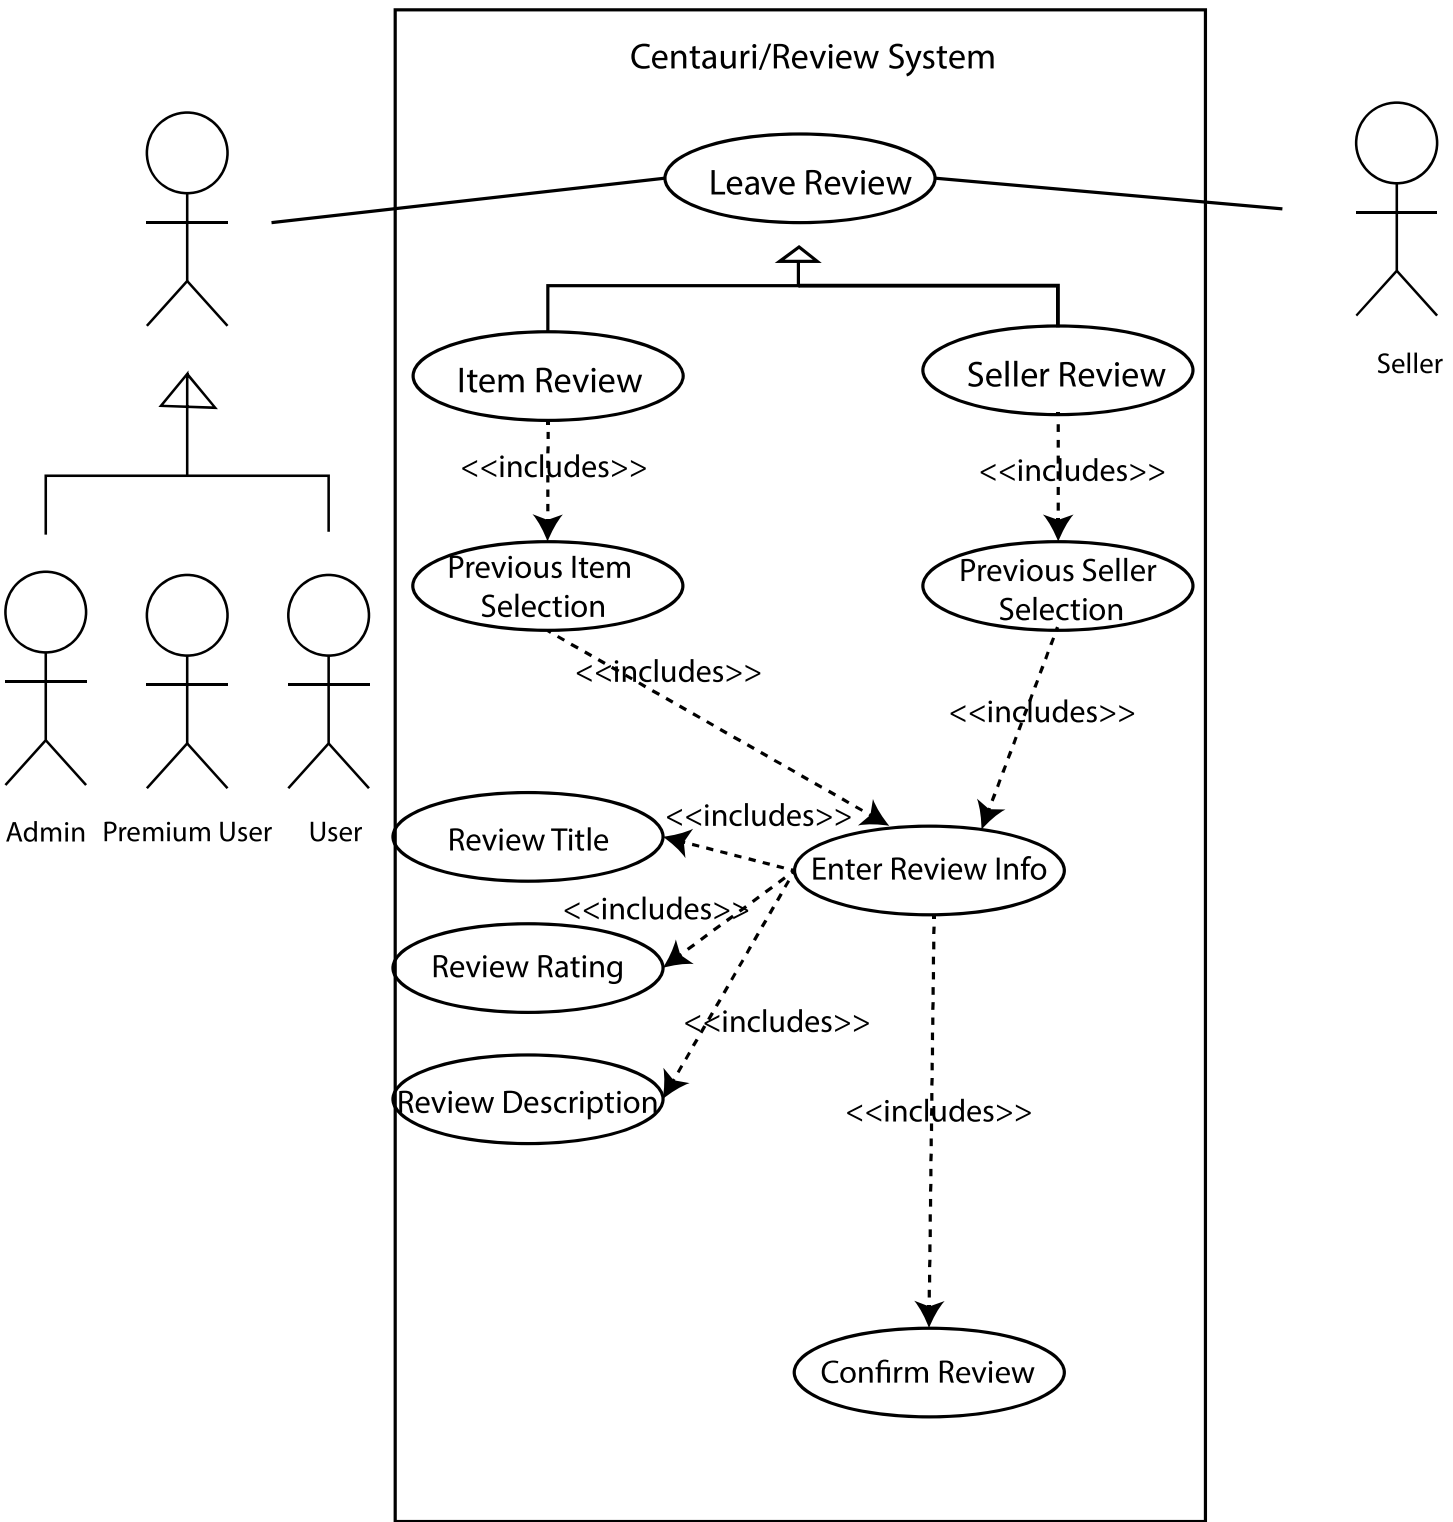 Centauri/Review System
Leave Review
Seller
Item Review
Seller Review
<<includes>>
<<includes>>
Previous Item
Selection
Previous Seller
Selection
<<includes>>
<<includes>>
Admin
Premium User
User
<<includes>>
Review Title
Enter Review Info
<<includes>>
Review Rating
<<includes>>
Review Description
<<includes>>
Confirm Review